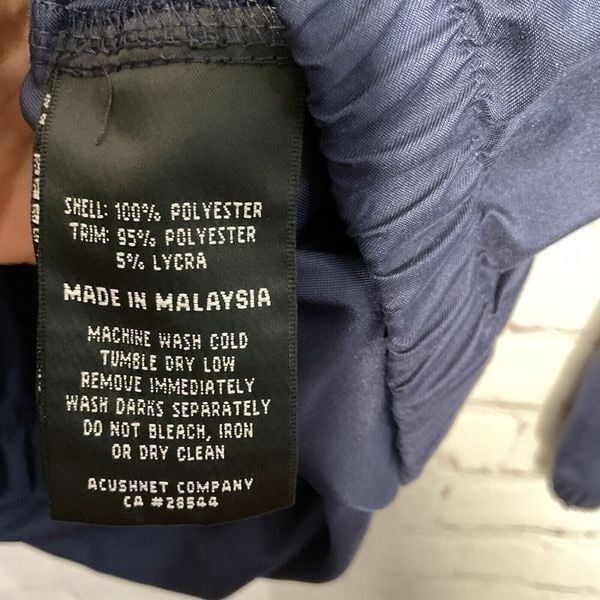 SHELL: 100% POLYESTER
TRIM: 95% POLYESTER
5% LYCRA
MADE IN MALAYSIA
MACHINE WASH COLD
TUMBLE DRY LOW
REMOVE IMMEDIATELY
WASH DARKS SEPARATELY
DO NOT BLEACH, IRON
OR DRY CLEAN
ACUSHNET COMPANY
CA #28544